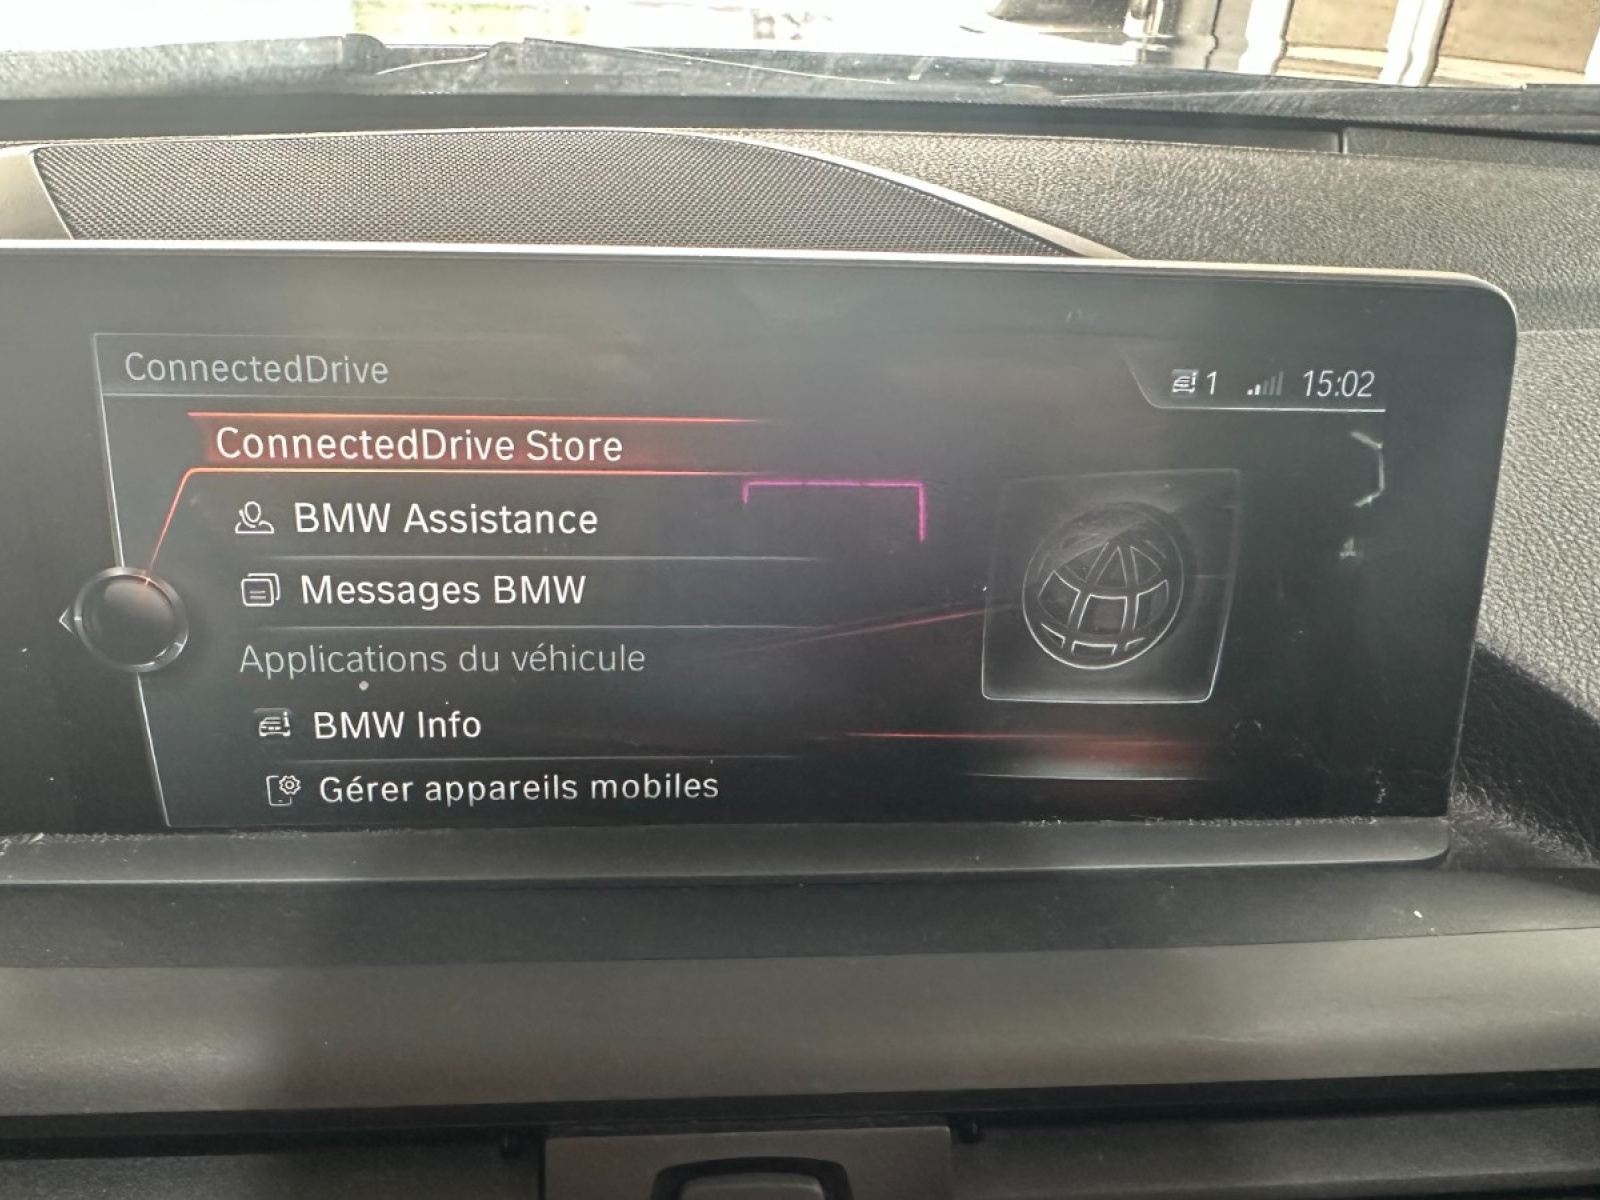 ConnectedDrive
1 15:02
ConnectedDrive Store
BMW Assistance
Messages BMW
Applications du véhicule
BMW Info
Gérer appareils mobiles